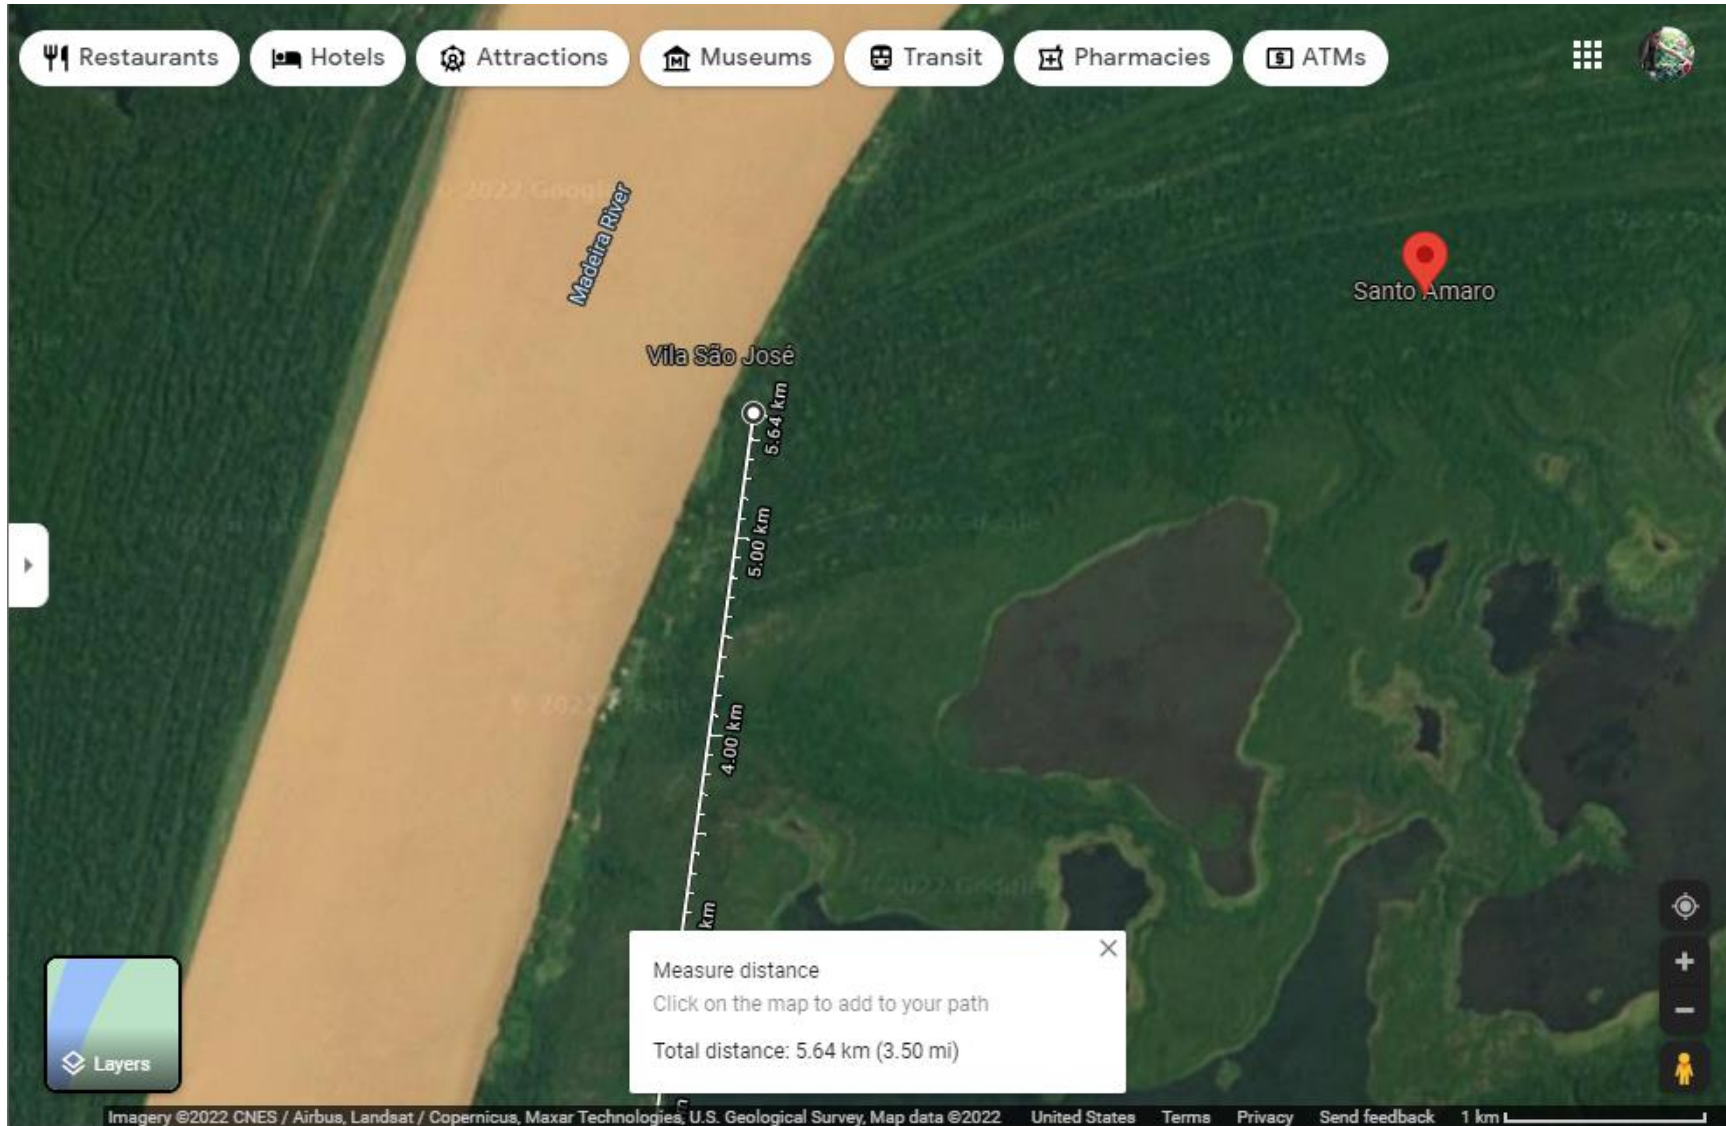 Restaurants
Hotels
Attractions
Museums
Transit
Pharmacies
ATMs
© 2022 Google
Madeira River
Santo Amaro
Vila São José
5.64 km
5.00 km
4.00 km
km
Measure distance
Click on the map to add to your path
Total distance: 5.64 km (3.50 mi)
Layers
Imagery ©2022 CNES / Airbus, Landsat / Copernicus, Maxar Technologies, U.S. Geological Survey, Map data ©2022 United States Terms Privacy Send feedback 1 km